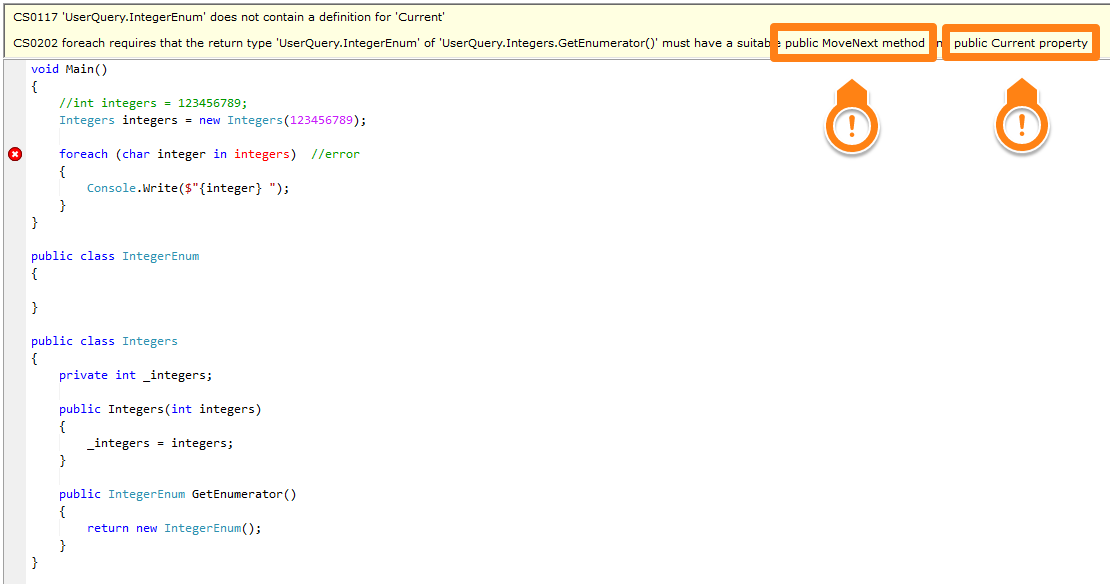 CS0117 'UserQuery.IntegerEnum' does not contain a definition for 'Current'
CS0202 foreach requires that the return type 'UserQuery.IntegerEnum' of 'UserQuery.Integers.GetEnumerator()' must have a suitable public MoveNext method public Current property
void Main()
{
    //int integers = 123456789;
    Integers integers = new Integers(123456789);
    foreach (char integer in integers)  //error
    {
        Console.Write($"{integer} ");
    }
}
public class IntegerEnum
{
}
public class Integers
{
    private int _integers;
    public Integers(int integers)
    {
        _integers = integers;
    }
    public IntegerEnum GetEnumerator()
    {
        return new IntegerEnum();
    }
}